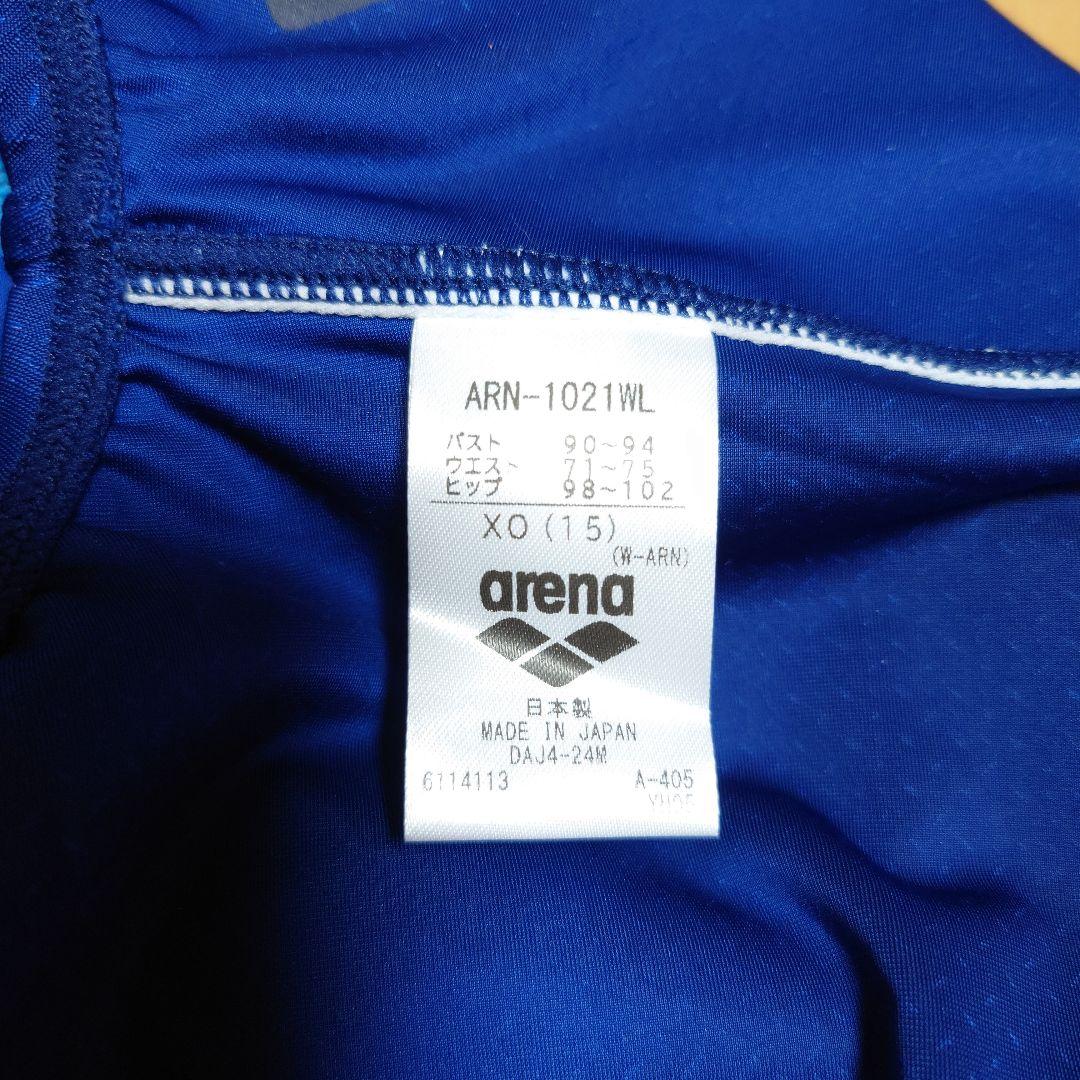 ARN-1021WL
バスト 90～94
ウエスト 71～75
ヒップ 98～102
XO(15)
(W-ARN)
arena
日本製
MADE IN JAPAN
DAJ4-24M
6114113 A-405